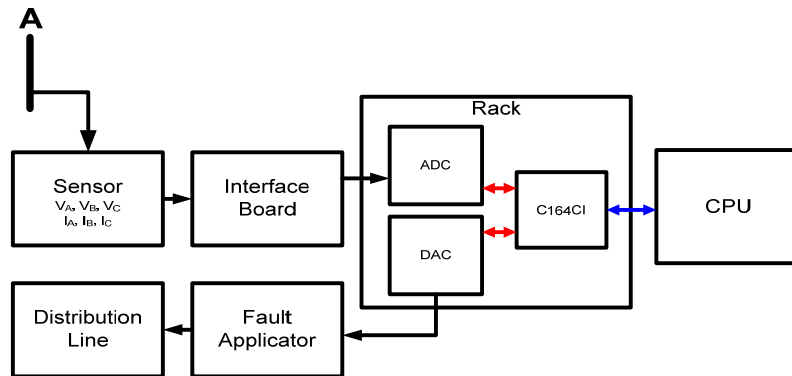 A
Rack
Sensor
VA, VB, VC
IA, IB, IC
Interface
Board
ADC
C164CI
CPU
DAC
Distribution
Line
Fault
Applicator